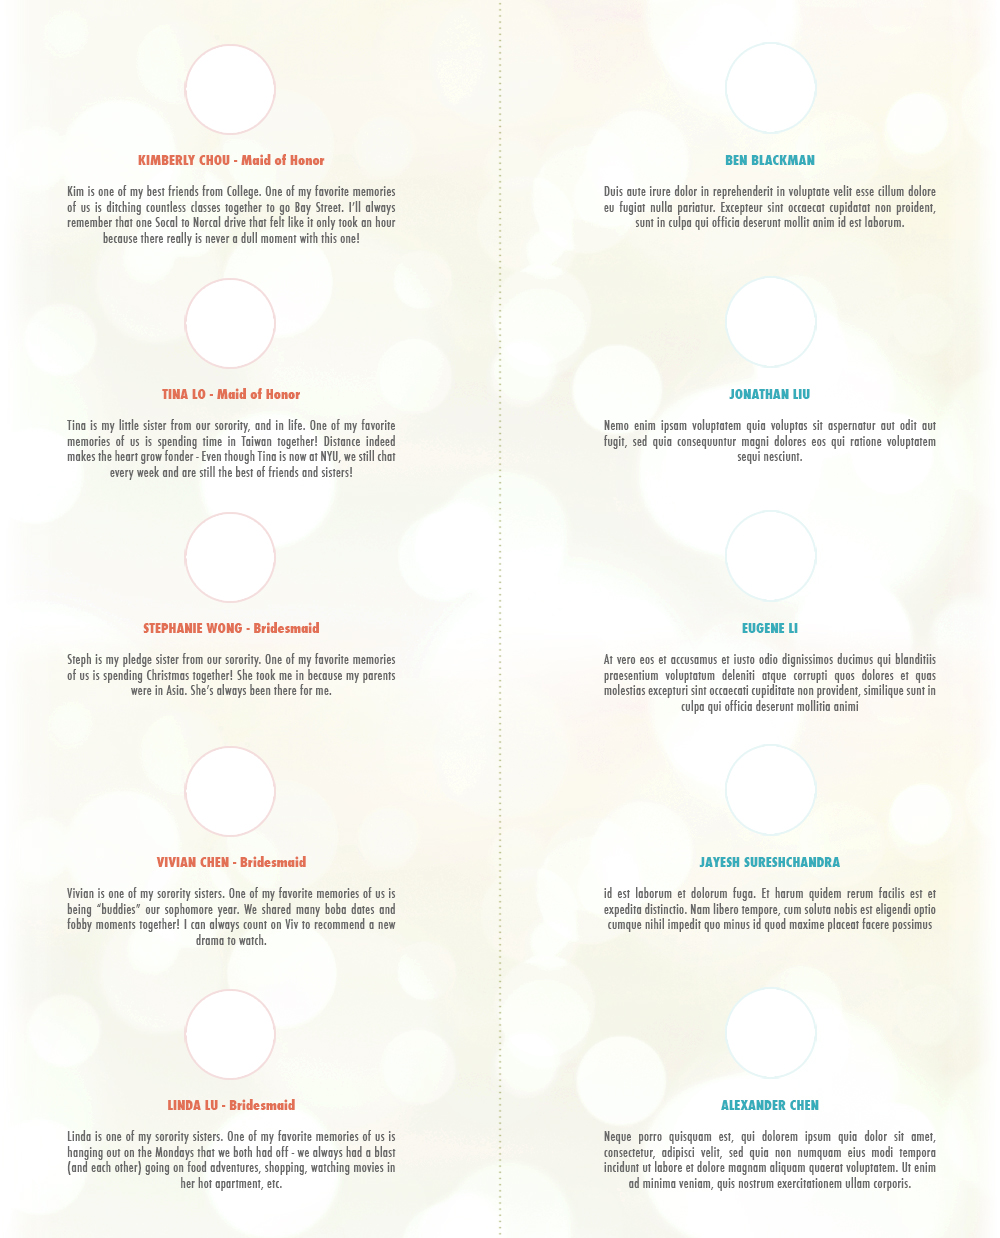 KIMBERLY CHOU - Maid of Honor
Kim is one of my best friends from College. One of my favorite memories
of us is ditching countless classes together to go Bay Street. I'll always
remember that one Socal to Norcal drive that felt like it only took an hour
because there really is never a dull moment with this one!
TINA LO - Maid of Honor
Tina is my little sister from our sorority, and in life. One of my favorite
memories of us is spending time in Taiwan together! Distance indeed
makes the heart grow fonder - Even though Tina is now at NYU, we still chat
every week and are still the best of friends and sisters!
STEPHANIE WONG - Bridesmaid
Steph is my pledge sister from our sorority. One of my favorite memories
of us is spending Christmas together! She took me in because my parents
were in Asia. She's always been there for me.
VIVIAN CHEN - Bridesmaid
Vivian is one of my sorority sisters. One of my favorite memories of us is
being “buddies” our sophomore year. We shared many boba dates and
fobby moments together! I can always count on Viv to recommend a new
drama to watch.
LINDA LU - Bridesmaid
Linda is one of my sorority sisters. One of my favorite memories of us is
hanging out on the Mondays that we both had off - we always had a blast
(and each other) going on food adventures, shopping, watching movies in
her hot apartment, etc.
BEN BLACKMAN
Duis aute irure dolor in reprehenderit in voluptate velit esse cillum dolore
eu fugiat nulla pariatur. Excepteur sint occaecat cupidatat non proident,
sunt in culpa qui officia deserunt mollit anim id est laborum.
JONATHAN LIU
Nemo enim ipsam voluptatem quia voluptas sit aspernatur aut odit aut
fugit, sed quia consequuntur magni dolores eos qui ratione voluptatem
sequi nesciunt.
EUGENE LI
At vero eos et accusamus et iusto odio dignissimos ducimus qui blanditiis
praesentium voluptatum deleniti atque corrupti quos dolores et quas
molestias excepturi sint occaecati cupiditate non provident, similique sunt in
culpa qui officia deserunt mollitia animi
JAYESH SURESHCHANDRA
id est laborum et dolorum fuga. Et harum quidem rerum facilis est et
expedita distinctio. Nam libero tempore, cum soluta nobis est eligendi optio
cumque nihil impedit quo minus id quod maxime placeat facere possimus
ALEXANDER CHEN
Neque porro quisquam est, qui dolorem ipsum quia dolor sit amet,
consectetur, adipisci velit, sed quia non numquam eius modi tempora
incidunt ut labore et dolore magnam aliquam quaerat voluptatem. Ut enim
ad minima veniam, quis nostrum exercitationem ullam corporis.